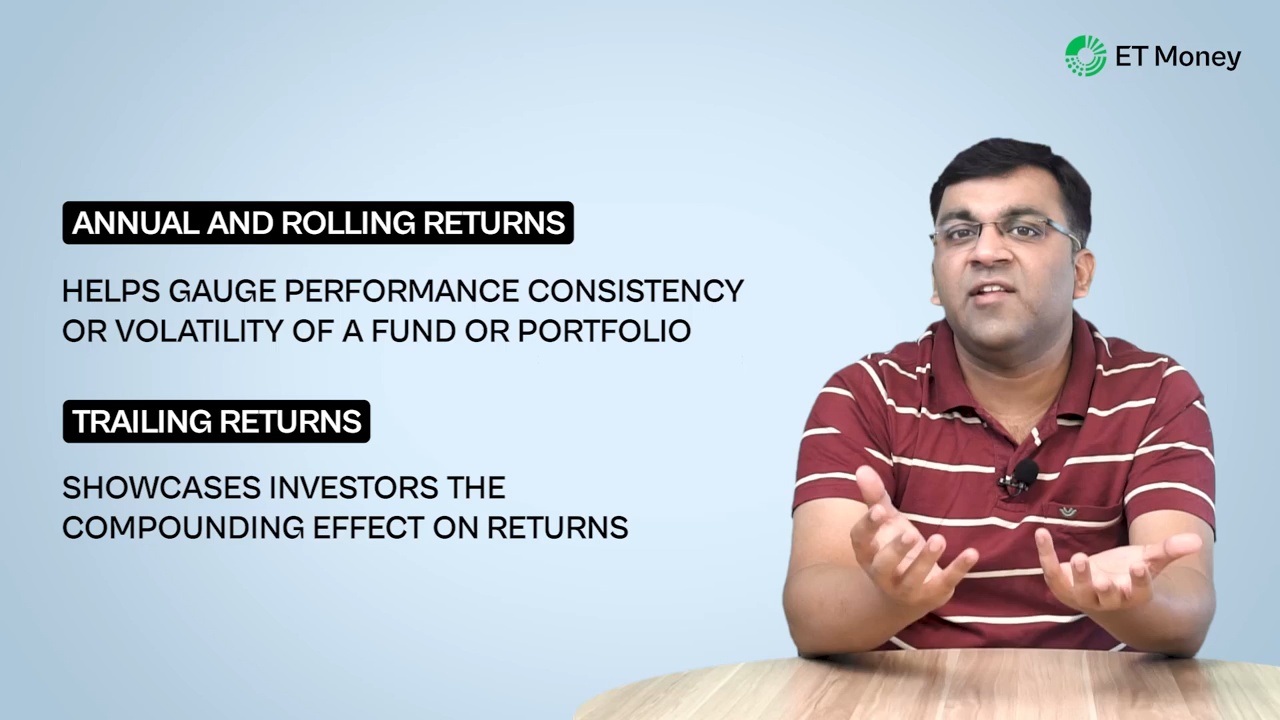 ET Money
ANNUAL AND ROLLING RETURNS
HELPS GAUGE PERFORMANCE CONSISTENCY
OR VOLATILITY OF A FUND OR PORTFOLIO
TRAILING RETURNS
SHOWCASES INVESTORS THE
COMPOUNDING EFFECT ON RETURNS